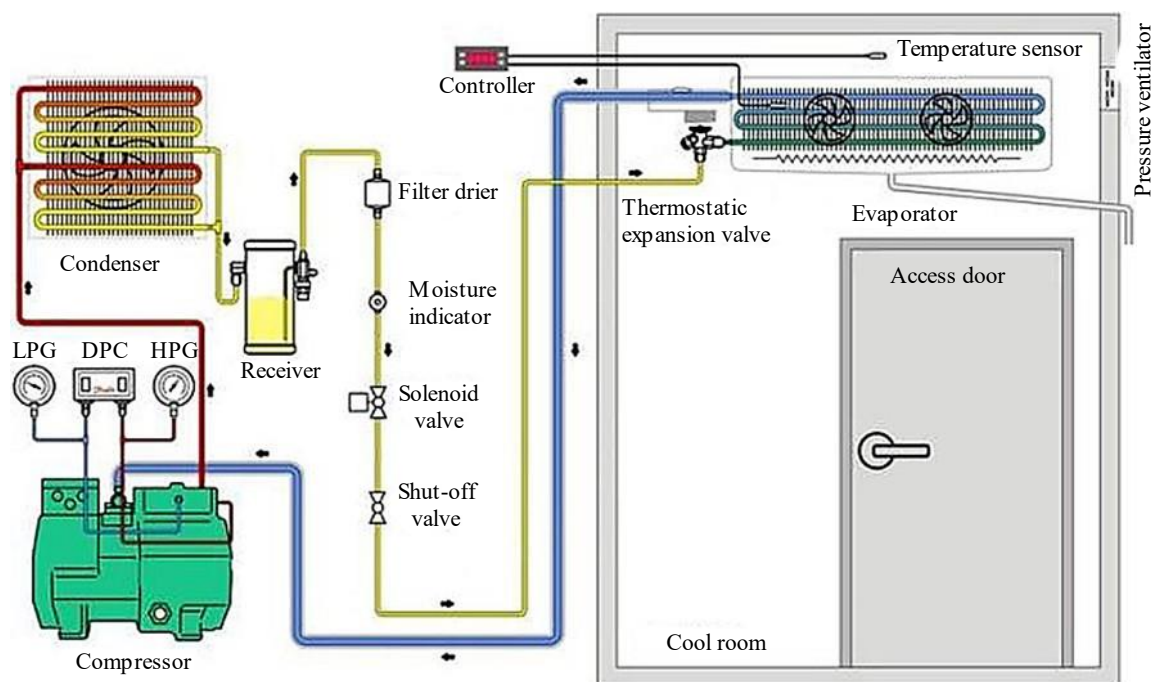 Temperature sensor
Pressure ventilator
Controller
Filter drier
Thermostatic
expansion valve
Evaporator
Condenser
Access door
Moisture
indicator
LPG
DPC
HPG
Receiver
Solenoid
valve
Shut-off
valve
Cool room
Compressor